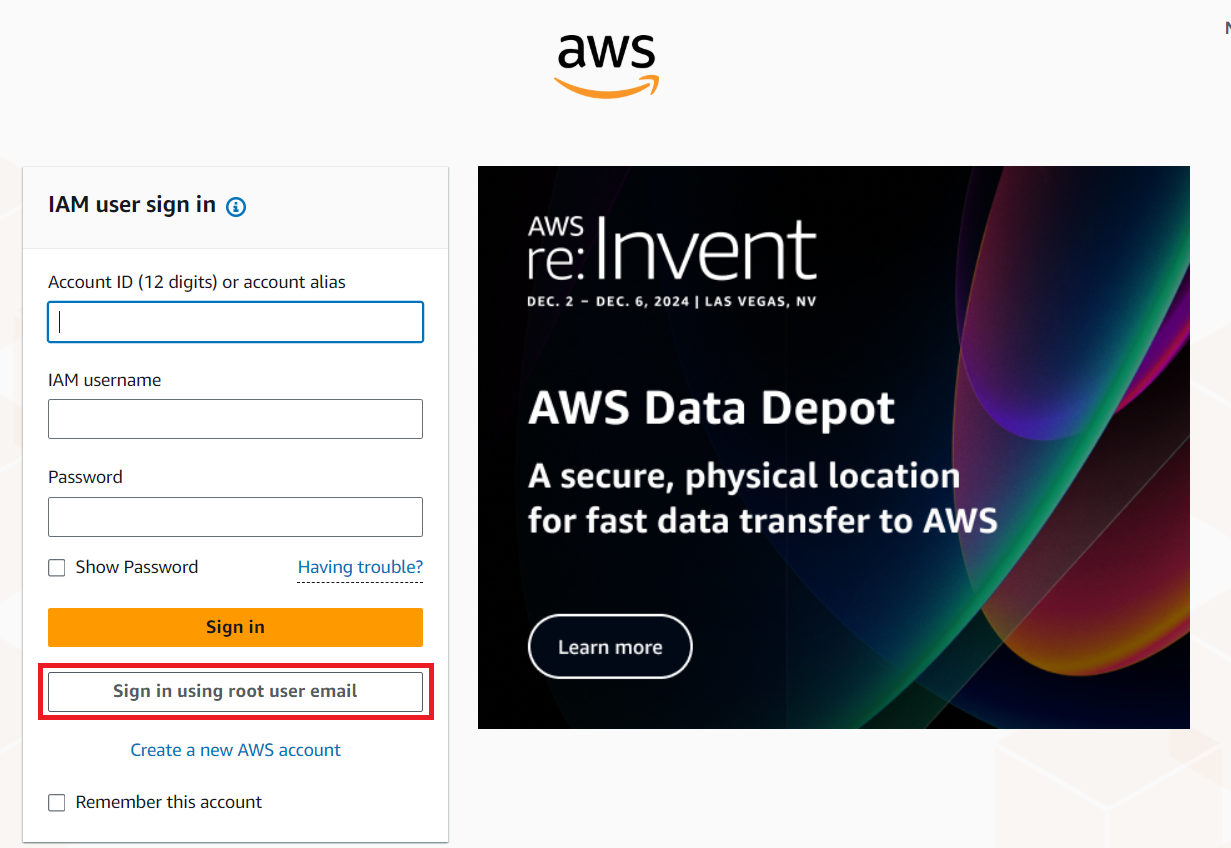 aws
IAM user sign in
Account ID (12 digits) or account alias
IAM username
Password
Show Password
Having trouble?
Sign in
Sign in using root user email
Create a new AWS account
Remember this account
AWS
re:Invent
DEC. 2 – DEC. 6, 2024 | LAS VEGAS, NV
AWS Data Depot
A secure, physical location
for fast data transfer to AWS
Learn more